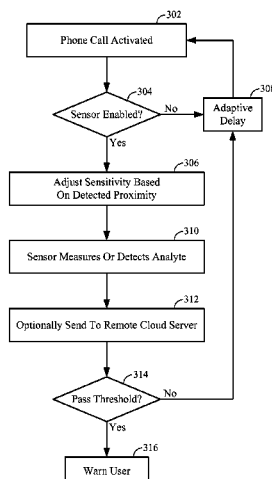 302
Phone Call Activated
304
Sensor Enabled?
No
308
Adaptive
Delay
Yes
306
Adjust Sensitivity Based
On Detected Proximity
310
Sensor Measures Or Detects Analyte
312
Optionally Send To Remote Cloud Server
314
Pass Threshold?
No
Yes
316
Warn User